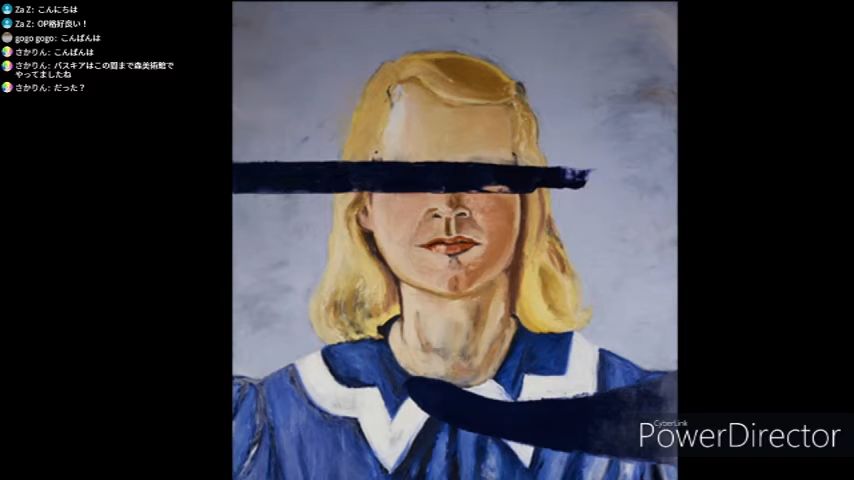 Za Z: こんにちは
Za Z: OP格好良い！
gogo gogo: こんばんは
さかりん: こんばんは
さかりん: バスキアはこの間まで森美術館で
やってましたね
さかりん: だった？
CyberLink
PowerDirector